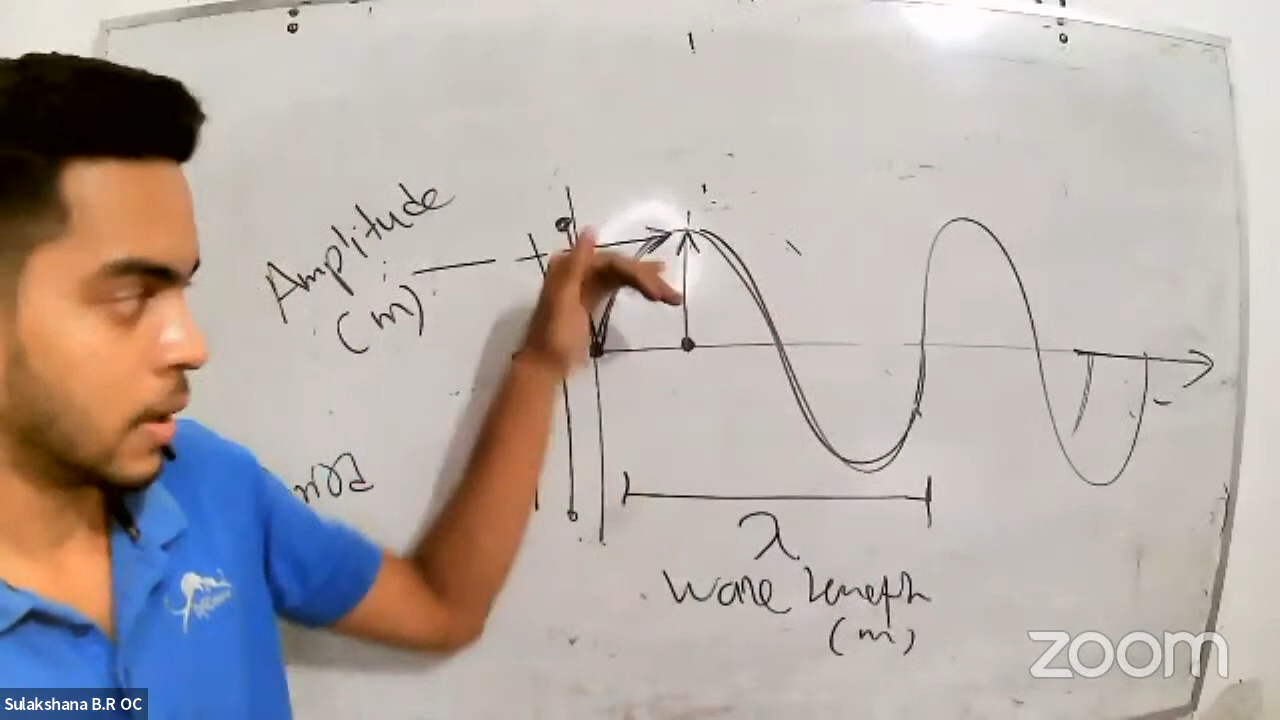 Amplitude
(m)
λ
Wave length
(m)
zoom
Sulakshana B.R OC